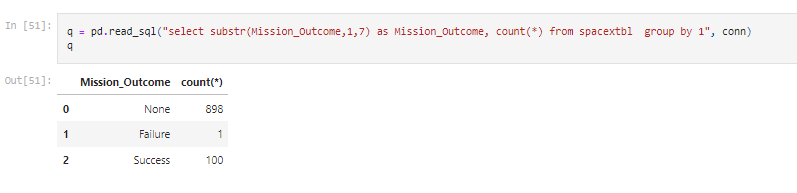 In [51]: q = pd.read_sql("select substr(Mission_Outcome,1,7) as Mission_Outcome, count(*) from spacextbl  group by 1", conn)
q
Out[51]:
Mission_Outcome count(*)
0 None 898
1 Failure 1
2 Success 100